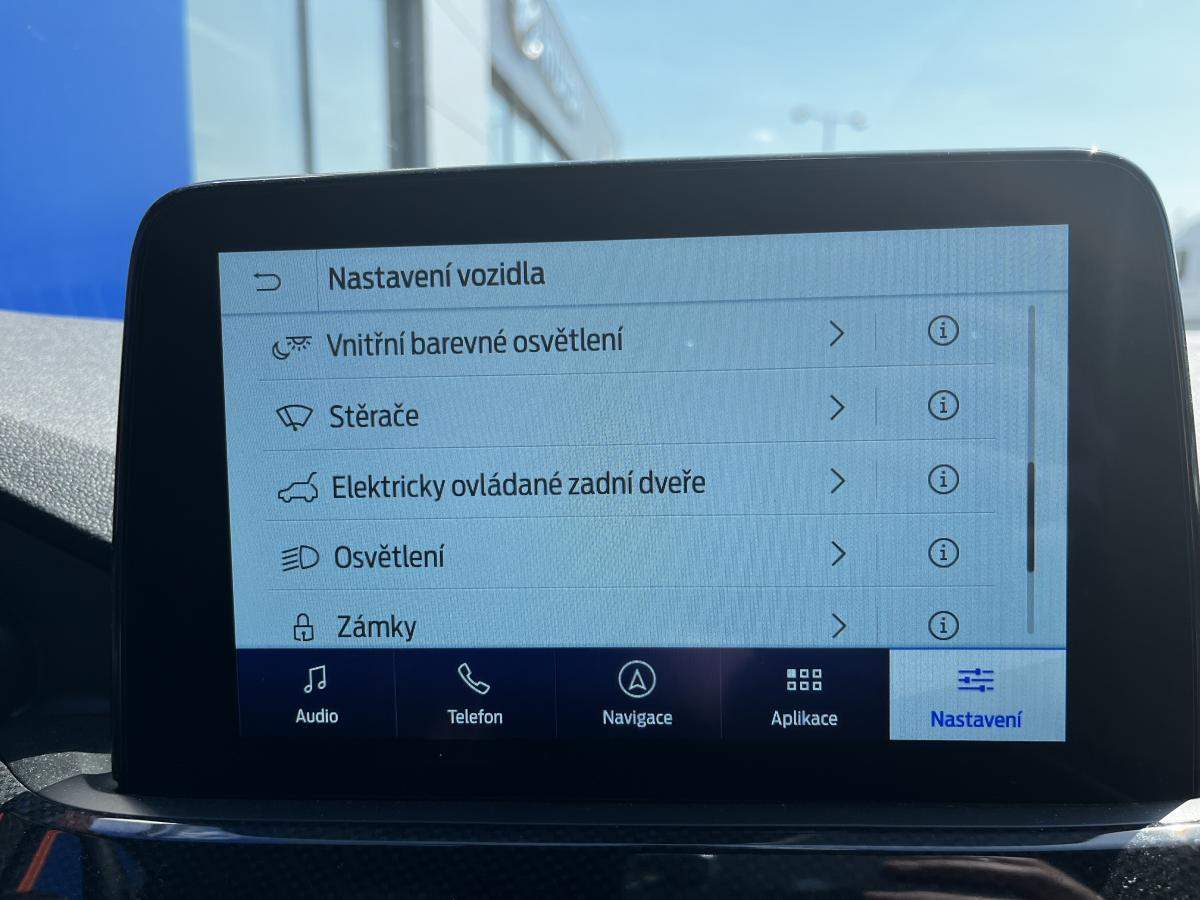 Nastavení vozidla
Vnitřní barevné osvětlení
Stěrače
Elektricky ovládané zadní dveře
Osvětlení
Zámky
Audio
Telefon
Navigace
Aplikace
Nastavení